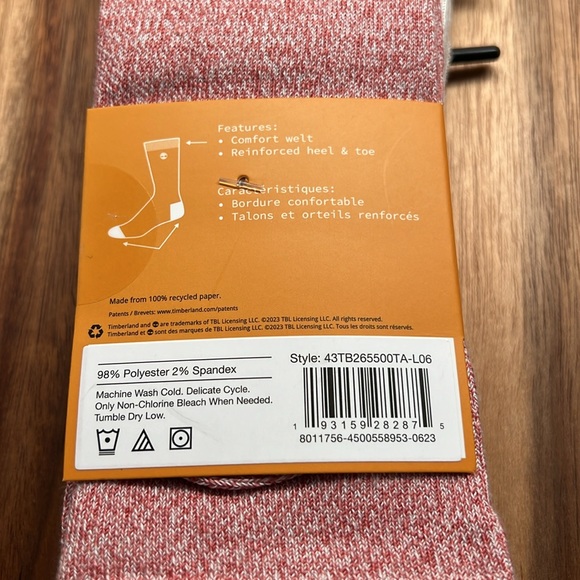 Features:
• Comfort welt
• Reinforced heel & toe
Caractéristiques:
• Bordure confortable
• Talons et orteils renforcés
Made from 100% recycled paper.
Patents / Brevets: www.timberland.com/patents
Timberland and are trademarks of TBL Licensing LLC. ©2023 TBL Licensing LLC. All rights reserved.
Timberland et sont des marques de TBL Licensing LLC. ©2023 TBL Licensing LLC. Tous les droits sont réservés.
98% Polyester 2% Spandex
Machine Wash Cold. Delicate Cycle.
Only Non-Chlorine Bleach When Needed.
Tumble Dry Low.
Style: 43TB265500TA-L06
1 93159 28287 5
8011756-4500558953-0623